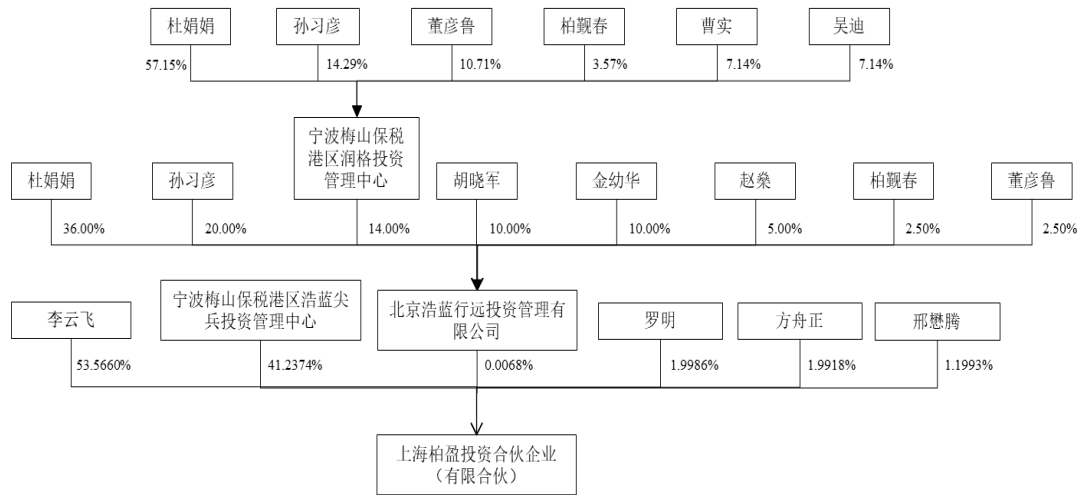 杜娟娟 孙习彦 董彦鲁 柏觐春 曹实 吴迪
57.15% 14.29% 10.71% 3.57% 7.14% 7.14%
宁波梅山保税
港区润格投资
管理中心
杜娟娟 孙习彦 胡晓军 金幼华 赵燊 柏觐春 董彦鲁
36.00% 20.00% 14.00% 10.00% 10.00% 5.00% 2.50% 2.50%
李云飞
宁波梅山保税港区浩蓝尖
兵投资管理中心
北京浩蓝行远投资管理有
限公司
罗明 方舟正 邢懋腾
53.5660% 41.2374% 0.0068% 1.9986% 1.9918% 1.1993%
上海柏盈投资合伙企业
（有限合伙）